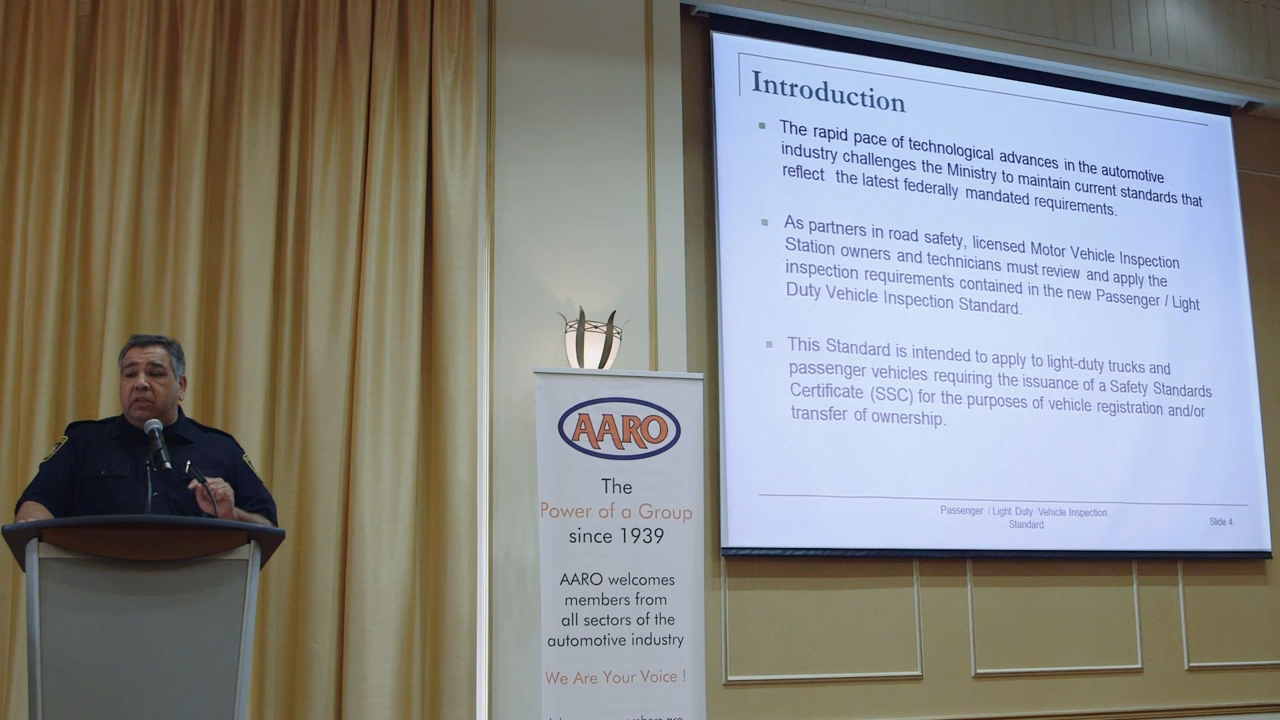 Introduction
The rapid pace of technological advances in the automotive
industry challenges the Ministry to maintain current standards that
reflect the latest federally mandated requirements.
As partners in road safety, licensed Motor Vehicle Inspection
Station owners and technicians must review and apply the
inspection requirements contained in the new Passenger / Light
Duty Vehicle Inspection Standard.
This Standard is intended to apply to light-duty trucks and
passenger vehicles requiring the issuance of a Safety Standards
Certificate (SSC) for the purposes of vehicle registration and/or
transfer of ownership.
Passenger / Light Duty Vehicle Inspection
Standard
Slide 4
AARO
The
Power of a Group
since 1939
AARO welcomes
members from
all sectors of the
automotive industry
We Are Your Voice !